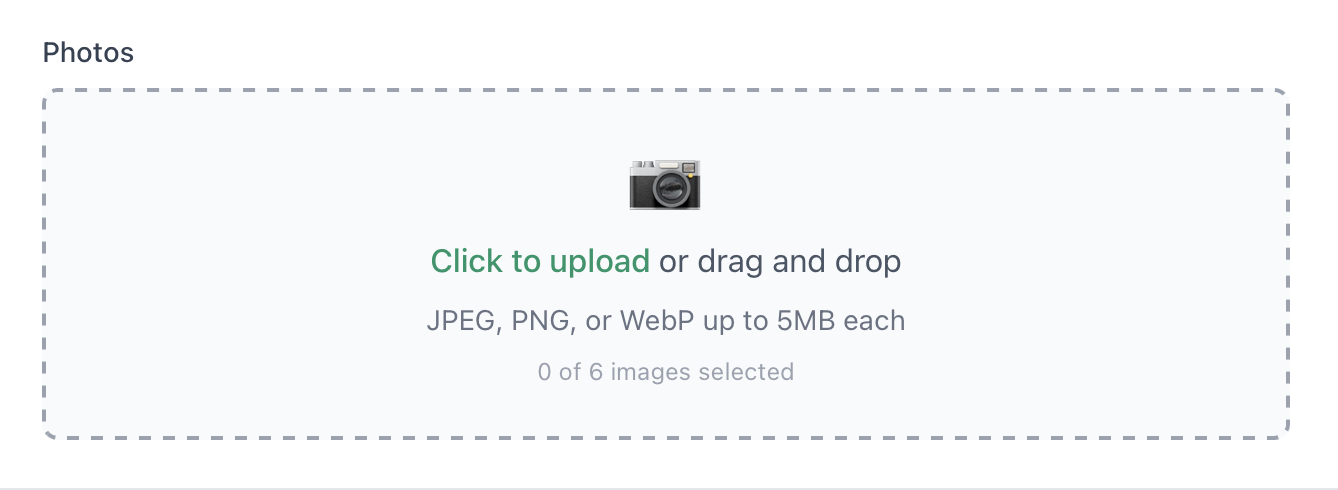 Photos
Click to upload or drag and drop
JPEG, PNG, or WebP up to 5MB each
0 of 6 images selected